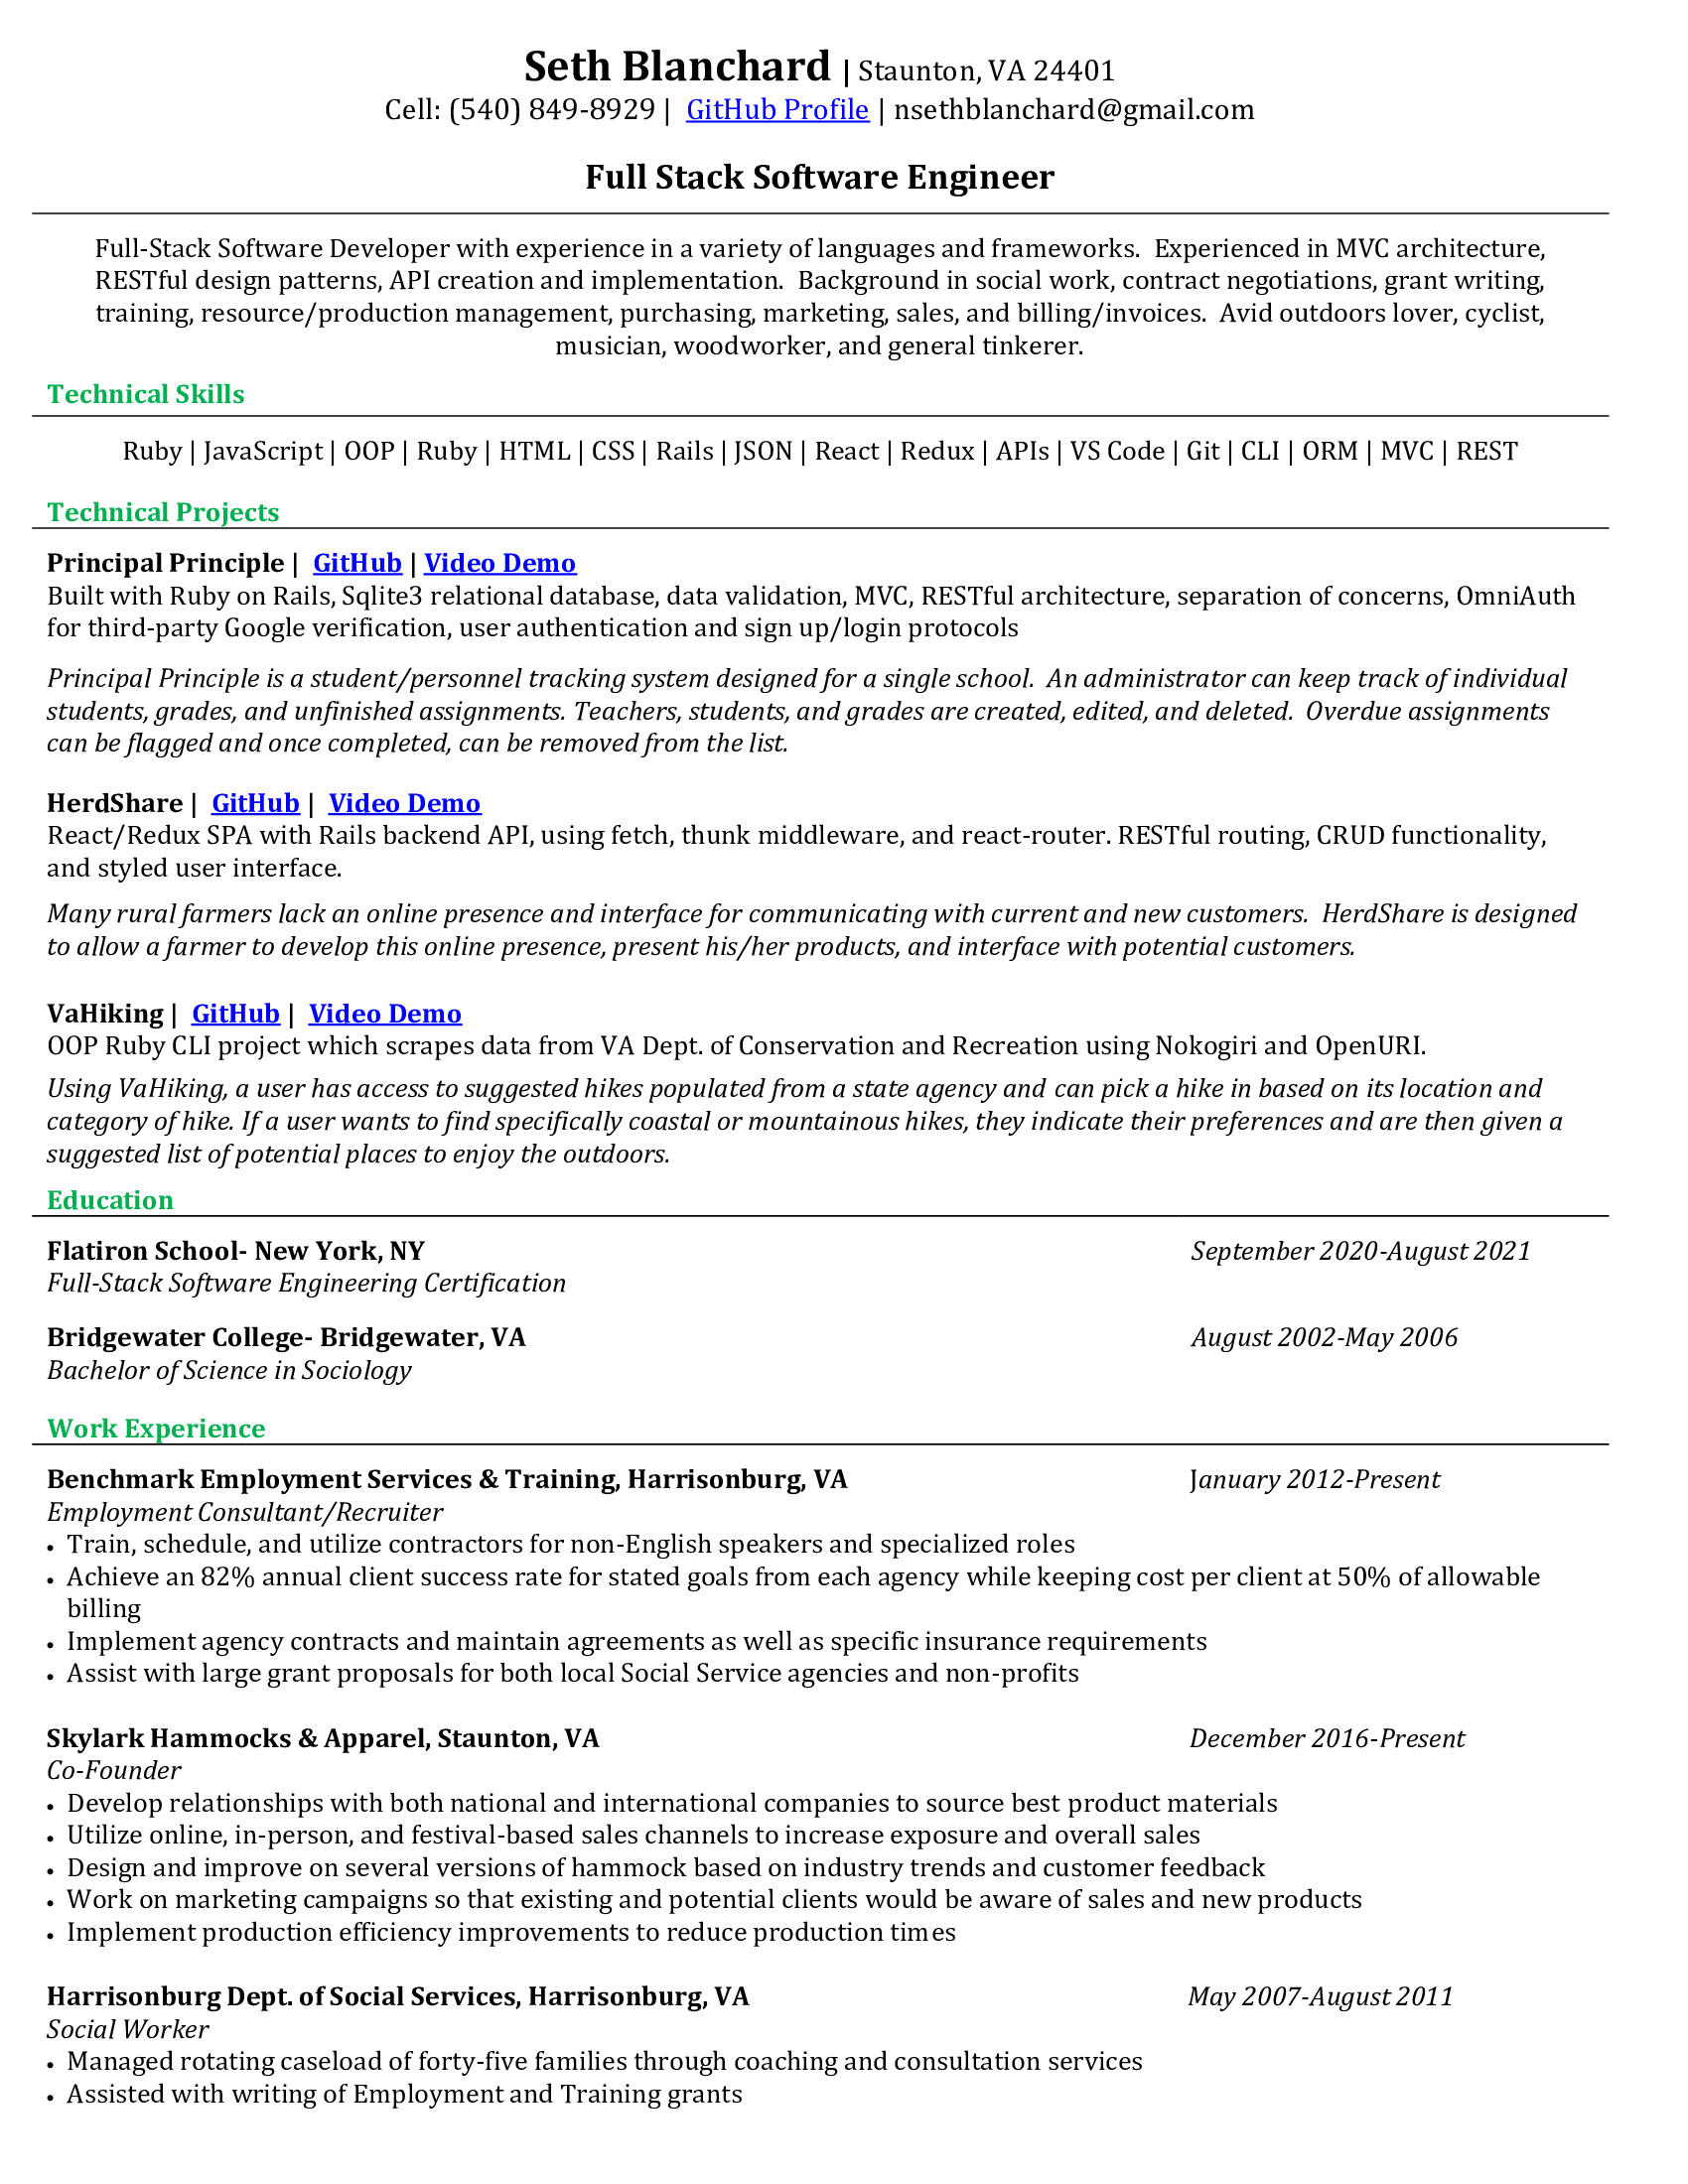 Seth Blanchard | Staunton, VA 24401
Cell: (540) 849-8929 | GitHub Profile | nsethblanchard@gmail.com
Full Stack Software Engineer
Full-Stack Software Developer with experience in a variety of languages and frameworks. Experienced in MVC architecture,
RESTful design patterns, API creation and implementation. Background in social work, contract negotiations, grant writing,
training, resource/production management, purchasing, marketing, sales, and billing/invoices. Avid outdoors lover, cyclist,
musician, woodworker, and general tinkerer.
Technical Skills
Ruby | JavaScript | OOP | Ruby | HTML | CSS | Rails | JSON | React | Redux | APIs | VS Code | Git | CLI | ORM | MVC | REST
Technical Projects
Principal Principle | GitHub | Video Demo
Built with Ruby on Rails, Sqlite3 relational database, data validation, MVC, RESTful architecture, separation of concerns, OmniAuth
for third-party Google verification, user authentication and sign up/login protocols
Principal Principle is a student/personnel tracking system designed for a single school. An administrator can keep track of individual
students, grades, and unfinished assignments. Teachers, students, and grades are created, edited, and deleted. Overdue assignments
can be flagged and once completed, can be removed from the list.
HerdShare | GitHub | Video Demo
React/Redux SPA with Rails backend API, using fetch, thunk middleware, and react-router. RESTful routing, CRUD functionality,
and styled user interface.
Many rural farmers lack an online presence and interface for communicating with current and new customers. HerdShare is designed
to allow a farmer to develop this online presence, present his/her products, and interface with potential customers.
VaHiking | GitHub | Video Demo
OOP Ruby CLI project which scrapes data from VA Dept. of Conservation and Recreation using Nokogiri and OpenURI.
Using VaHiking, a user has access to suggested hikes populated from a state agency and can pick a hike in based on its location and
category of hike. If a user wants to find specifically coastal or mountainous hikes, they indicate their preferences and are then given a
suggested list of potential places to enjoy the outdoors.
Education
Flatiron School- New York, NY September 2020-August 2021
Full-Stack Software Engineering Certification
Bridgewater College- Bridgewater, VA August 2002-May 2006
Bachelor of Science in Sociology
Work Experience
Benchmark Employment Services & Training, Harrisonburg, VA January 2012-Present
Employment Consultant/Recruiter
• Train, schedule, and utilize contractors for non-English speakers and specialized roles
• Achieve an 82% annual client success rate for stated goals from each agency while keeping cost per client at 50% of allowable
billing
• Implement agency contracts and maintain agreements as well as specific insurance requirements
• Assist with large grant proposals for both local Social Service agencies and non-profits
Skylark Hammocks & Apparel, Staunton, VA December 2016-Present
Co-Founder
• Develop relationships with both national and international companies to source best product materials
• Utilize online, in-person, and festival-based sales channels to increase exposure and overall sales
• Design and improve on several versions of hammock based on industry trends and customer feedback
• Work on marketing campaigns so that existing and potential clients would be aware of sales and new products
• Implement production efficiency improvements to reduce production times
Harrisonburg Dept. of Social Services, Harrisonburg, VA May 2007-August 2011
Social Worker
• Managed rotating caseload of forty-five families through coaching and consultation services
• Assisted with writing of Employment and Training grants